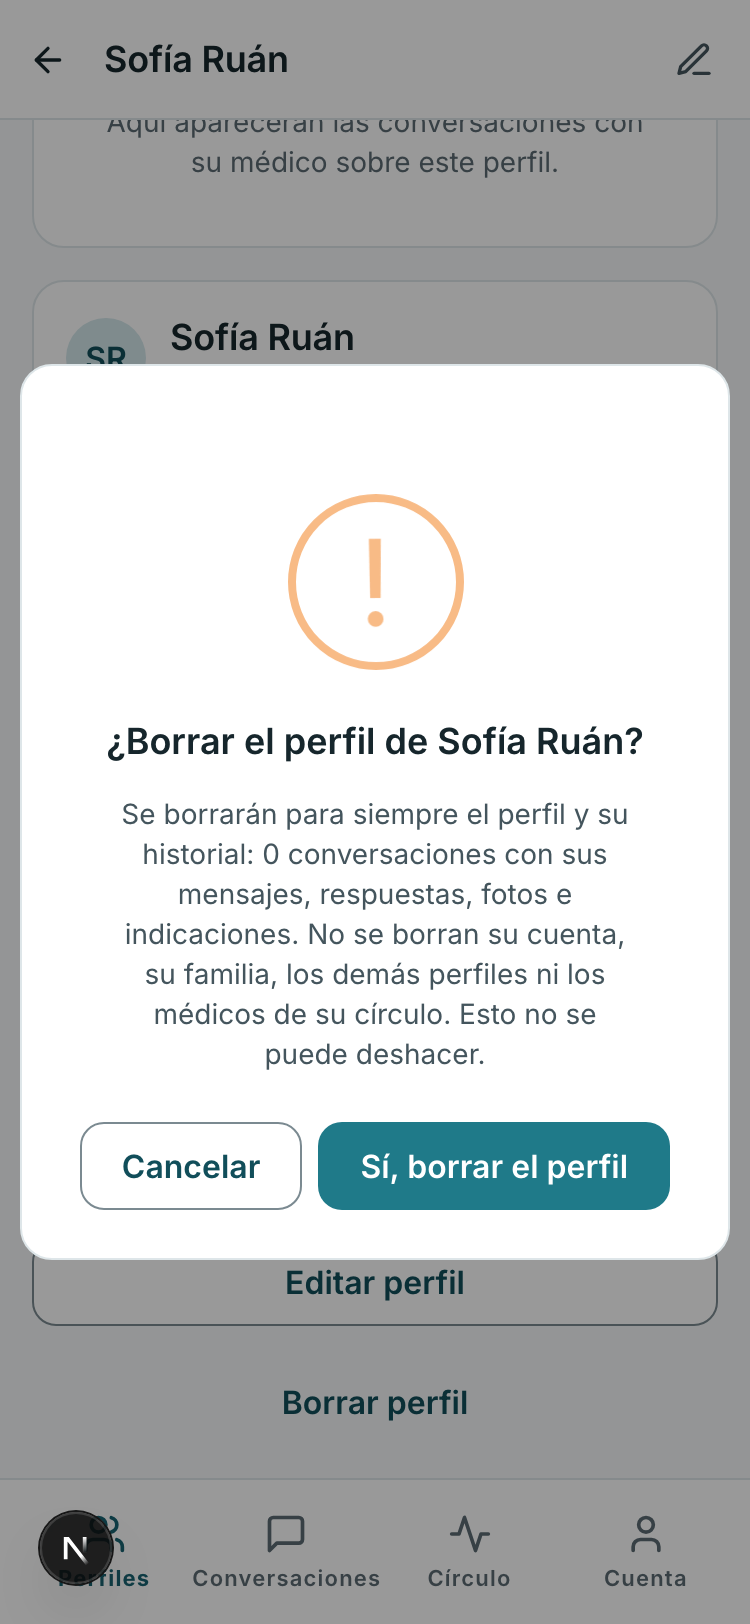 Sofía Ruán
Aquí aparecerán las conversaciones con
su médico sobre este perfil.
SR
Sofía Ruán
!
¿Borrar el perfil de Sofía Ruán?
Se borrarán para siempre el perfil y su
historial: 0 conversaciones con sus
mensajes, respuestas, fotos e
indicaciones. No se borran su cuenta,
su familia, los demás perfiles ni los
médicos de su círculo. Esto no se
puede deshacer.
Cancelar
Sí, borrar el perfil
Editar perfil
Borrar perfil
N
Perfiles
Conversaciones
Círculo
Cuenta